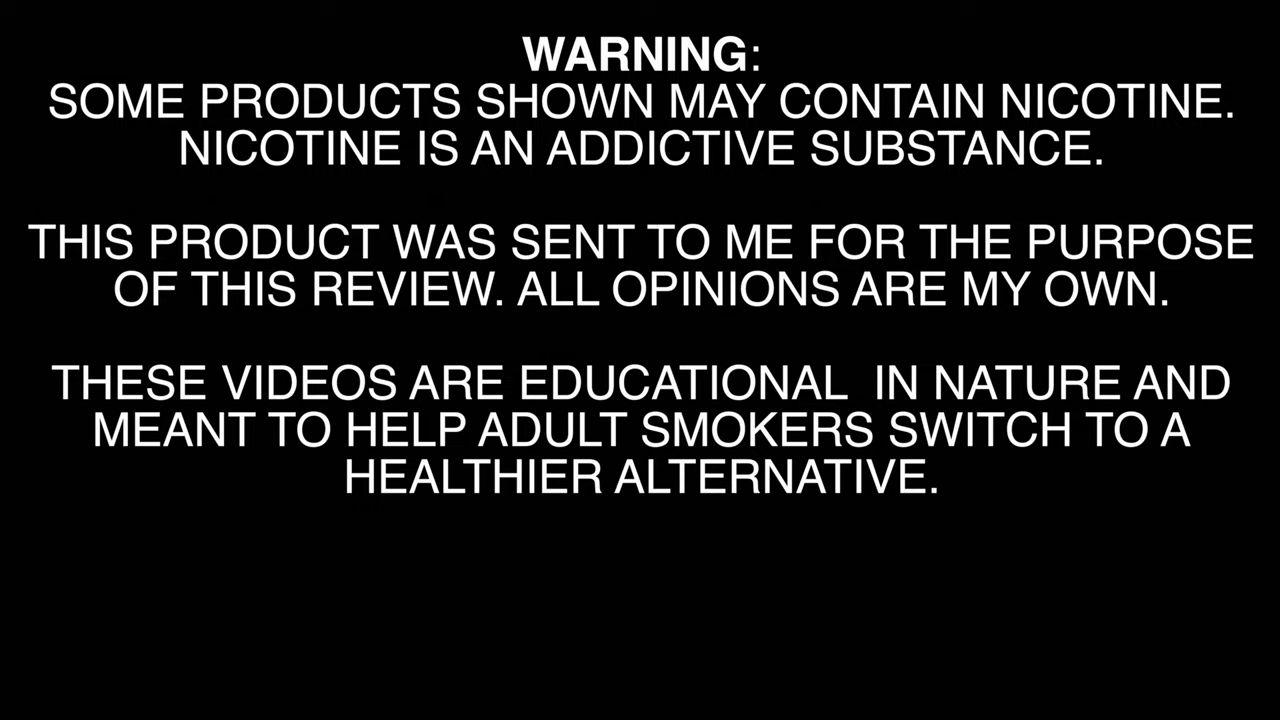 WARNING:
SOME PRODUCTS SHOWN MAY CONTAIN NICOTINE.
NICOTINE IS AN ADDICTIVE SUBSTANCE.
THIS PRODUCT WAS SENT TO ME FOR THE PURPOSE
OF THIS REVIEW. ALL OPINIONS ARE MY OWN.
THESE VIDEOS ARE EDUCATIONAL  IN NATURE AND
MEANT TO HELP ADULT SMOKERS SWITCH TO A
HEALTHIER ALTERNATIVE.